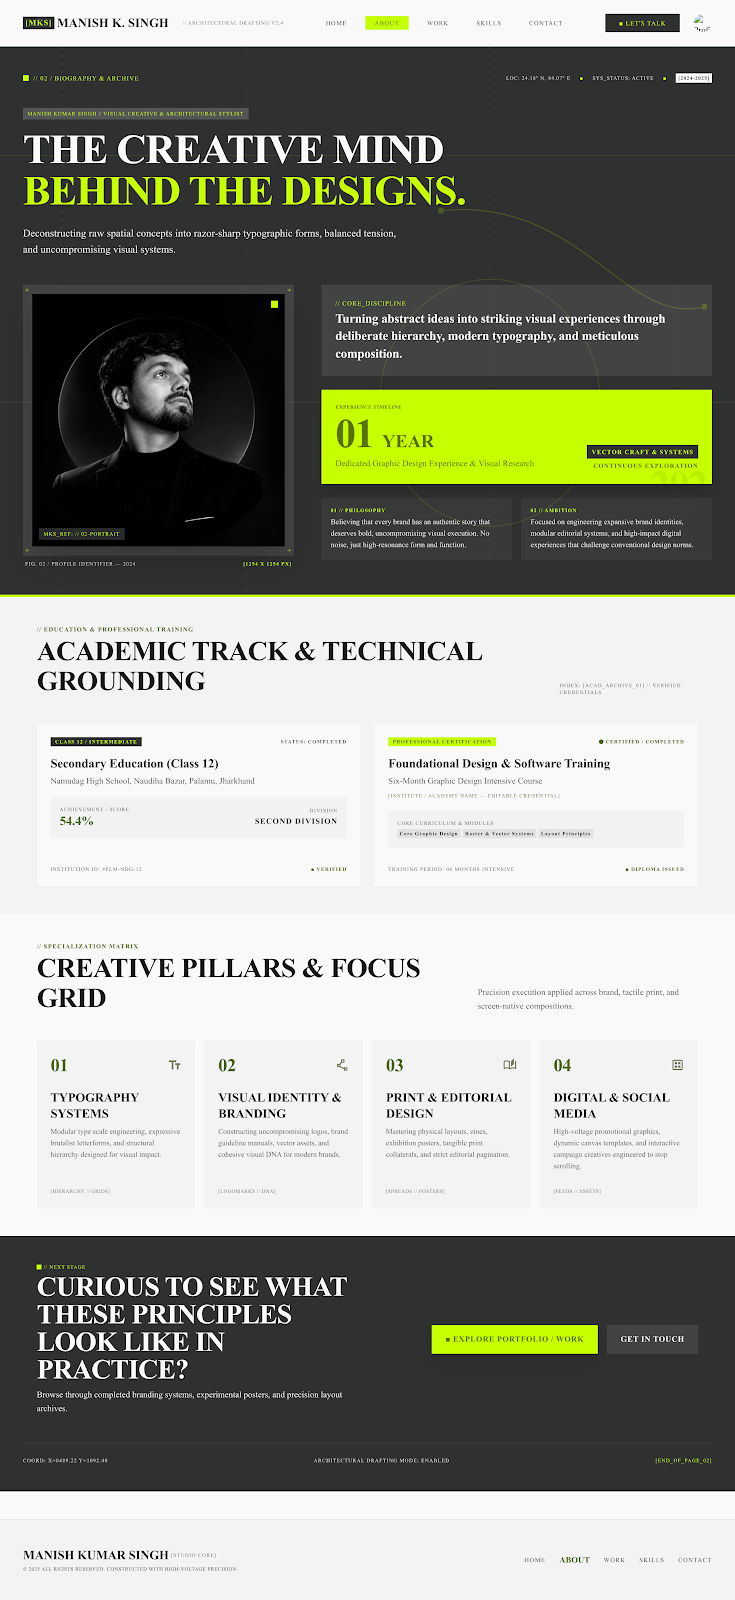 [MKS] MANISH K. SINGH // ARCHITECTURAL DRAFTING V2.4 HOME ABOUT WORK SKILLS CONTACT ■ LET'S TALK
// 02 / BIOGRAPHY & ARCHIVE LOC: 24.18° N, 84.07° E SYS_STATUS: ACTIVE [2024-2025]
MANISH KUMAR SINGH / VISUAL CREATIVE & ARCHITECTURAL STYLIST
THE CREATIVE MIND
BEHIND THE DESIGNS.
Deconstructing raw spatial concepts into razor-sharp typographic forms, balanced tension,
and uncompromising visual systems.
MKS_REF: // 02-PORTRAIT
FIG. 02 / PROFILE IDENTIFIER — 2024 [1254 X 1254 PX]
// CORE_DISCIPLINE
Turning abstract ideas into striking visual experiences through
deliberate hierarchy, modern typography, and meticulous
composition.
EXPERIENCE TIMELINE
01 YEAR
Dedicated Graphic Design Experience & Visual Research
VECTOR CRAFT & SYSTEMS
CONTINUOUS EXPLORATION
01 // PHILOSOPHY
Believing that every brand has an authentic story that
deserves bold, uncompromising visual execution. No
noise, just high-resonance form and function.
02 // AMBITION
Focused on engineering expansive brand identities,
modular editorial systems, and high-impact digital
experiences that challenge conventional design norms.
// EDUCATION & PROFESSIONAL TRAINING
ACADEMIC TRACK & TECHNICAL
GROUNDING
INDEX: [ACAD_ARCHIVE_01] // VERIFIED
CREDENTIALS
CLASS 12 / INTERMEDIATE STATUS: COMPLETED
Secondary Education (Class 12)
Namudag High School, Naudiha Bazar, Palamu, Jharkhand
ACHIEVEMENT / SCORE DIVISION
54.4% SECOND DIVISION
INSTITUTION ID: #PLM-NDG-12 ■ VERIFIED
PROFESSIONAL CERTIFICATION CERTIFIED / COMPLETED
Foundational Design & Software Training
Six-Month Graphic Design Intensive Course
[INSTITUTE / ACADEMY NAME — EDITABLE CREDENTIAL]
CORE CURRICULUM & MODULES
Core Graphic Design Raster & Vector Systems Layout Principles
TRAINING PERIOD: 06 MONTHS INTENSIVE ■ DIPLOMA ISSUED
// SPECIALIZATION MATRIX
CREATIVE PILLARS & FOCUS
GRID
Precision execution applied across brand, tactile print, and
screen-native compositions.
01
TYPOGRAPHY
SYSTEMS
Modular type scale engineering, expressive
brutalist letterforms, and structural
hierarchy designed for visual impact.
[HIERARCHY // GRIDS]
02
VISUAL IDENTITY &
BRANDING
Constructing uncompromising logos, brand
guideline manuals, vector assets, and
cohesive visual DNA for modern brands.
[LOGOMARKS // DNA]
03
PRINT & EDITORIAL
DESIGN
Mastering physical layouts, zines,
exhibition posters, tangible print
collaterals, and strict editorial pagination.
[SPREADS // POSTERS]
04
DIGITAL & SOCIAL
MEDIA
High-voltage promotional graphics,
dynamic canvas templates, and interactive
campaign creatives engineered to stop
scrolling.
[FEEDS // ASSETS]
// NEXT STAGE
CURIOUS TO SEE WHAT
THESE PRINCIPLES
LOOK LIKE IN
PRACTICE?
Browse through completed branding systems, experimental posters, and precision layout
archives.
■ EXPLORE PORTFOLIO / WORK GET IN TOUCH
COORD: X=0489.22 Y=1092.40 ARCHITECTURAL DRAFTING MODE: ENABLED [END_OF_PAGE_02]
MANISH KUMAR SINGH [STUDIO CORE]
© 2025 ALL RIGHTS RESERVED. CONSTRUCTED WITH HIGH-VOLTAGE PRECISION.
HOME ABOUT WORK SKILLS CONTACT